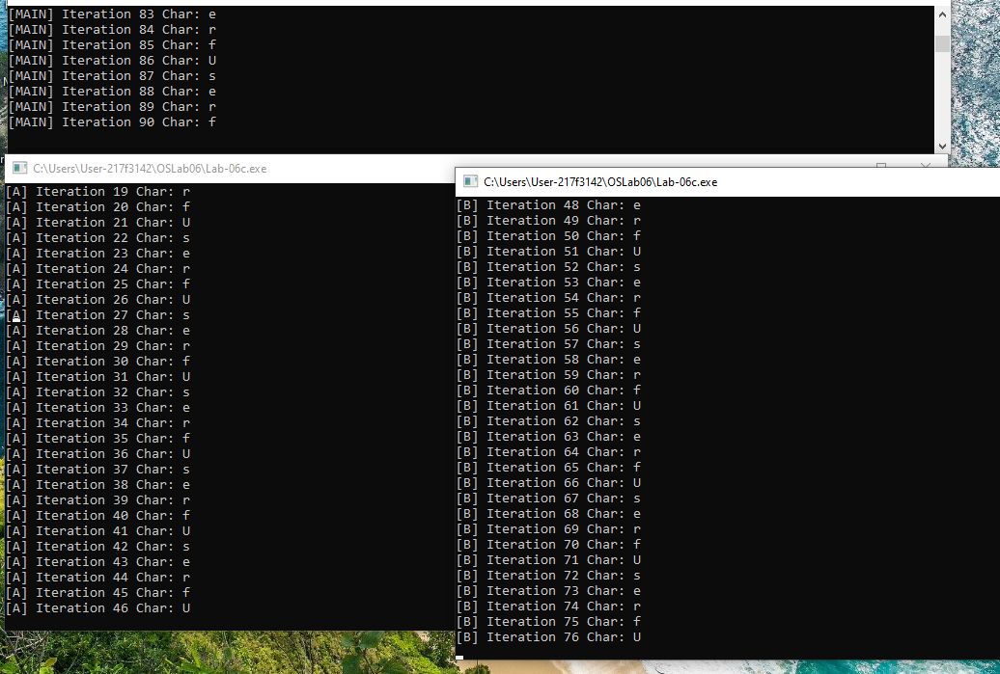 [MAIN] Iteration 83 Char: e
[MAIN] Iteration 84 Char: r
[MAIN] Iteration 85 Char: f
[MAIN] Iteration 86 Char: U
[MAIN] Iteration 87 Char: s
[MAIN] Iteration 88 Char: e
[MAIN] Iteration 89 Char: r
[MAIN] Iteration 90 Char: f
C:\Users\User-217f3142\OSLab06\Lab-06c.exe
[A] Iteration 19 Char: r
[A] Iteration 20 Char: f
[A] Iteration 21 Char: U
[A] Iteration 22 Char: s
[A] Iteration 23 Char: e
[A] Iteration 24 Char: r
[A] Iteration 25 Char: f
[A] Iteration 26 Char: U
[A] Iteration 27 Char: s
[A] Iteration 28 Char: e
[A] Iteration 29 Char: r
[A] Iteration 30 Char: f
[A] Iteration 31 Char: U
[A] Iteration 32 Char: s
[A] Iteration 33 Char: e
[A] Iteration 34 Char: r
[A] Iteration 35 Char: f
[A] Iteration 36 Char: U
[A] Iteration 37 Char: s
[A] Iteration 38 Char: e
[A] Iteration 39 Char: r
[A] Iteration 40 Char: f
[A] Iteration 41 Char: U
[A] Iteration 42 Char: s
[A] Iteration 43 Char: e
[A] Iteration 44 Char: r
[A] Iteration 45 Char: f
[A] Iteration 46 Char: U
C:\Users\User-217f3142\OSLab06\Lab-06c.exe
[B] Iteration 48 Char: e
[B] Iteration 49 Char: r
[B] Iteration 50 Char: f
[B] Iteration 51 Char: U
[B] Iteration 52 Char: s
[B] Iteration 53 Char: e
[B] Iteration 54 Char: r
[B] Iteration 55 Char: f
[B] Iteration 56 Char: U
[B] Iteration 57 Char: s
[B] Iteration 58 Char: e
[B] Iteration 59 Char: r
[B] Iteration 60 Char: f
[B] Iteration 61 Char: U
[B] Iteration 62 Char: s
[B] Iteration 63 Char: e
[B] Iteration 64 Char: r
[B] Iteration 65 Char: f
[B] Iteration 66 Char: U
[B] Iteration 67 Char: s
[B] Iteration 68 Char: e
[B] Iteration 69 Char: r
[B] Iteration 70 Char: f
[B] Iteration 71 Char: U
[B] Iteration 72 Char: s
[B] Iteration 73 Char: e
[B] Iteration 74 Char: r
[B] Iteration 75 Char: f
[B] Iteration 76 Char: U